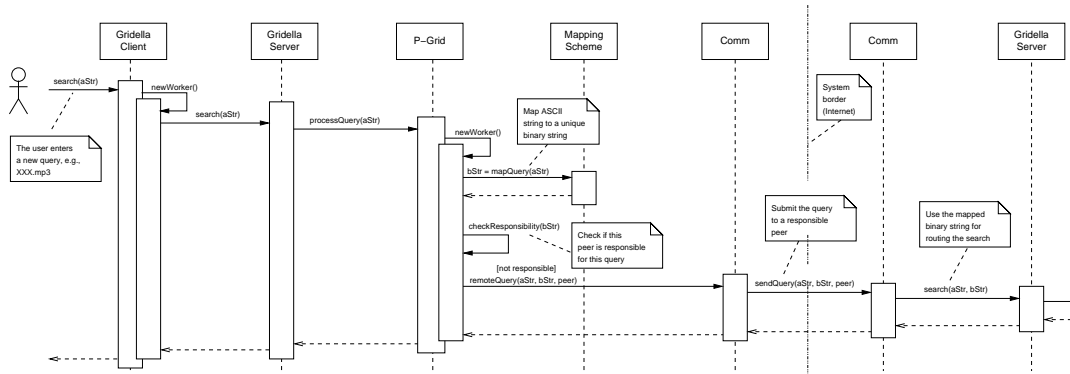 Gridella
Client
Gridella
Server
P−Grid
Mapping
Scheme
Comm
Comm
Gridella
Server
search(aStr)
newWorker()
The user enters
a new query, e.g.,
XXX.mp3
search(aStr)
processQuery(aStr)
newWorker()
Map ASCII
string to a unique
binary string
System
border
(Internet)
bStr = mapQuery(aStr)
checkResponsibility(bStr)
Check if this
peer is responsible
for this query
Submit the query
to a responsible
peer
Use the mapped
binary string for
routing the search
[not responsible]
remoteQuery(aStr, bStr, peer)
sendQuery(aStr, bStr, peer)
search(aStr, bStr)